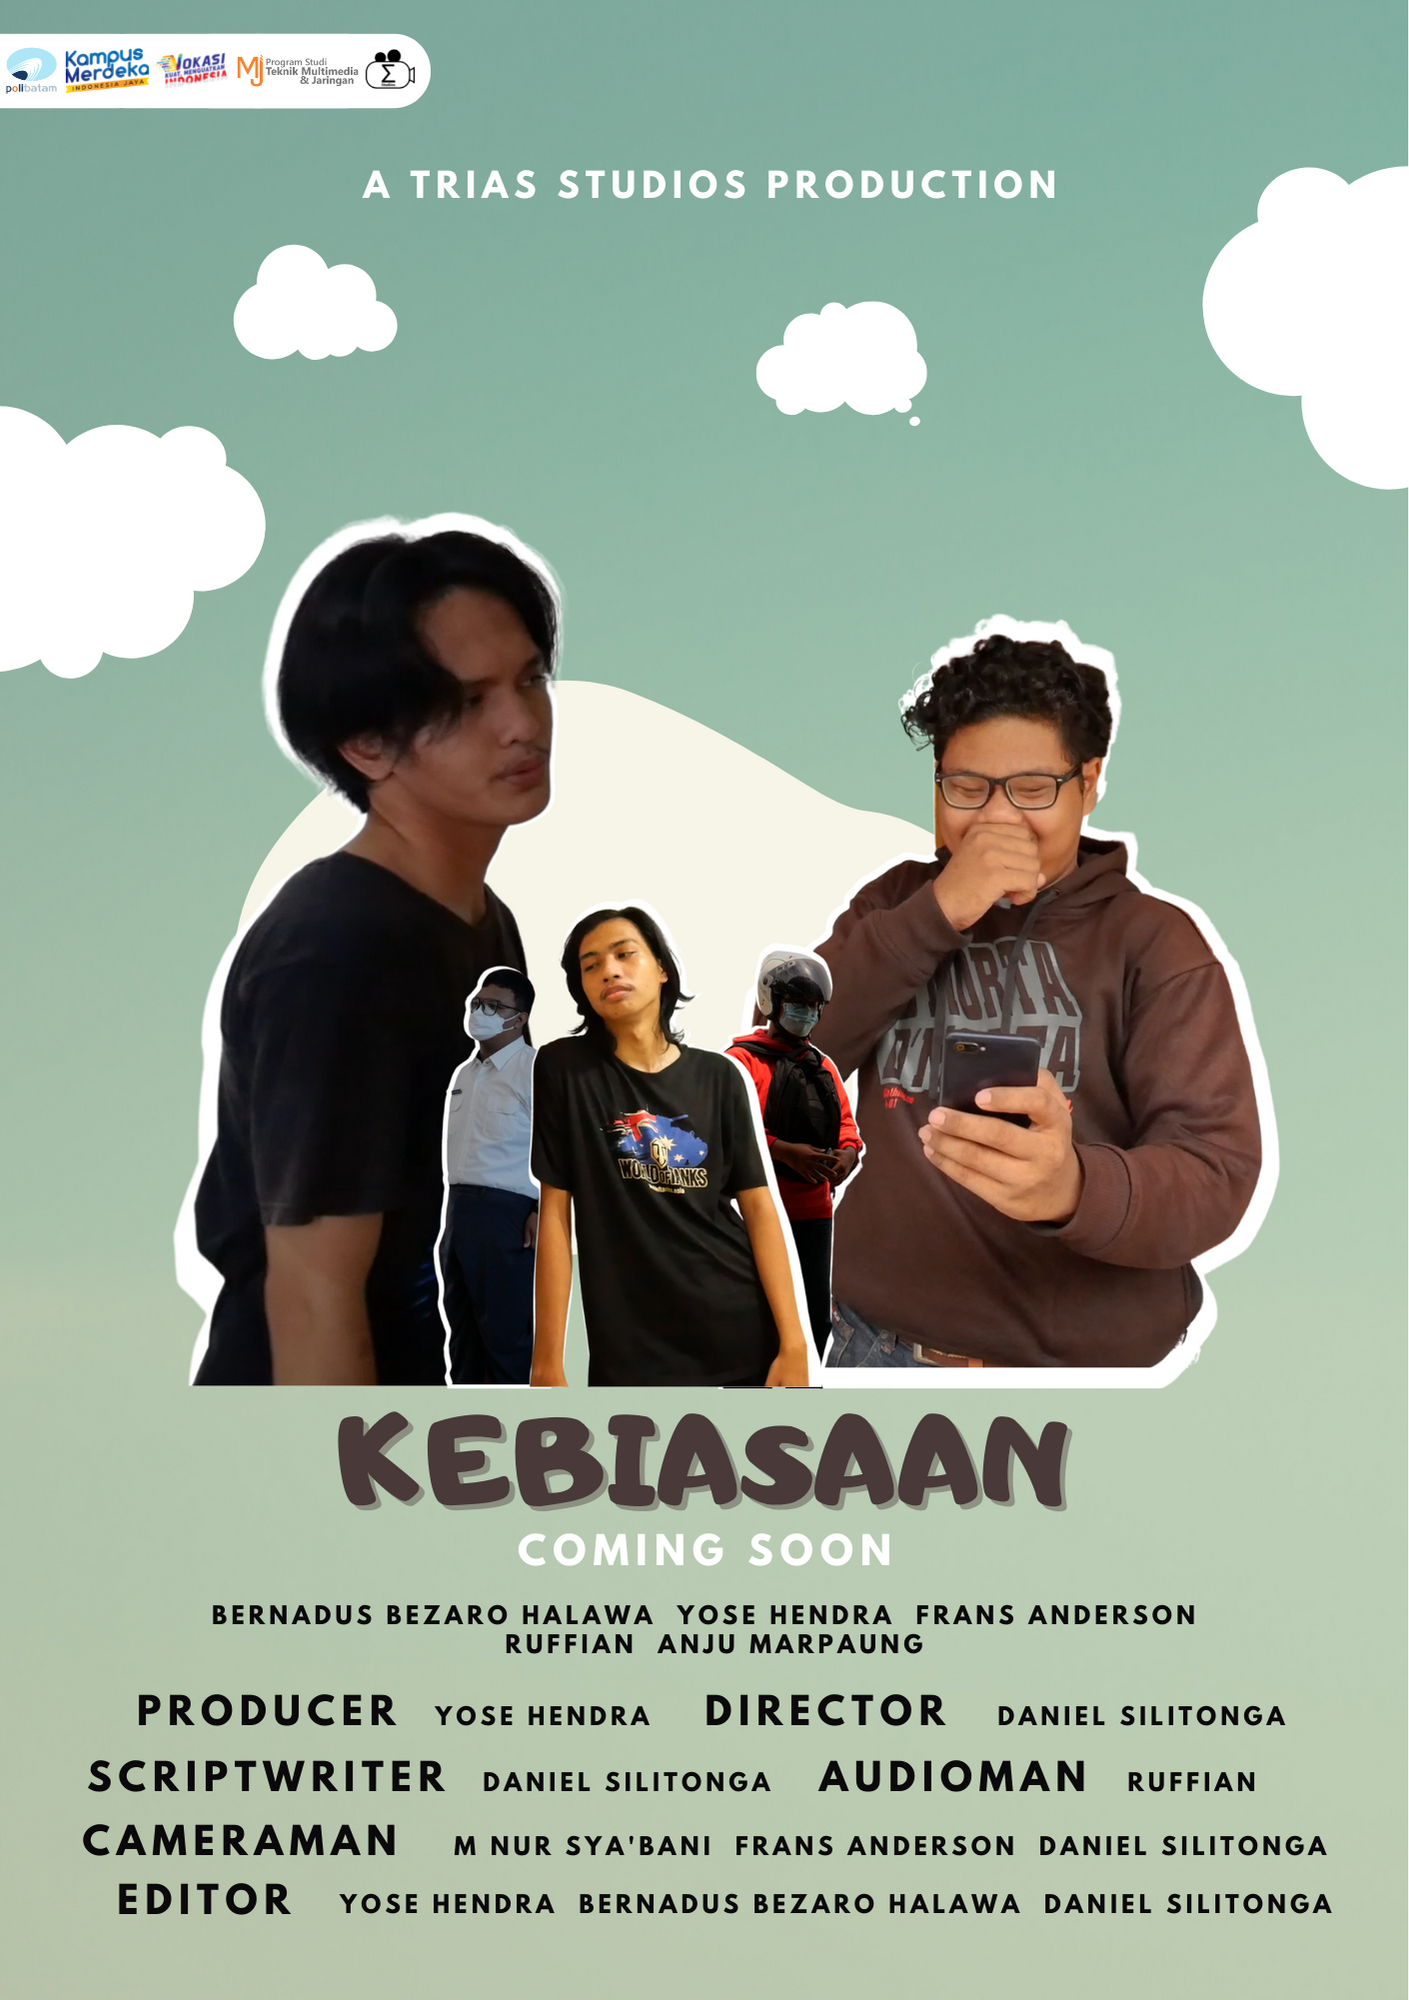 polibatam
Kampus
Merdeka
INDONESIA JAYA
VOKASI
KUAT, MENGUATKAN
INDONESIA
MJ
Program Studi
Teknik Multimedia
& Jaringan
A TRIAS STUDIOS PRODUCTION
WORLD OF TANKS
KEBIASAAN
COMING SOON
BERNADUS BEZARO HALAWA YOSE HENDRA FRANS ANDERSON
RUFFIAN ANJU MARPAUNG
PRODUCER YOSE HENDRA DIRECTOR DANIEL SILITONGA
SCRIPTWRITER DANIEL SILITONGA AUDIOMAN RUFFIAN
CAMERAMAN M NUR SYA'BANI FRANS ANDERSON DANIEL SILITONGA
EDITOR YOSE HENDRA BERNADUS BEZARO HALAWA DANIEL SILITONGA